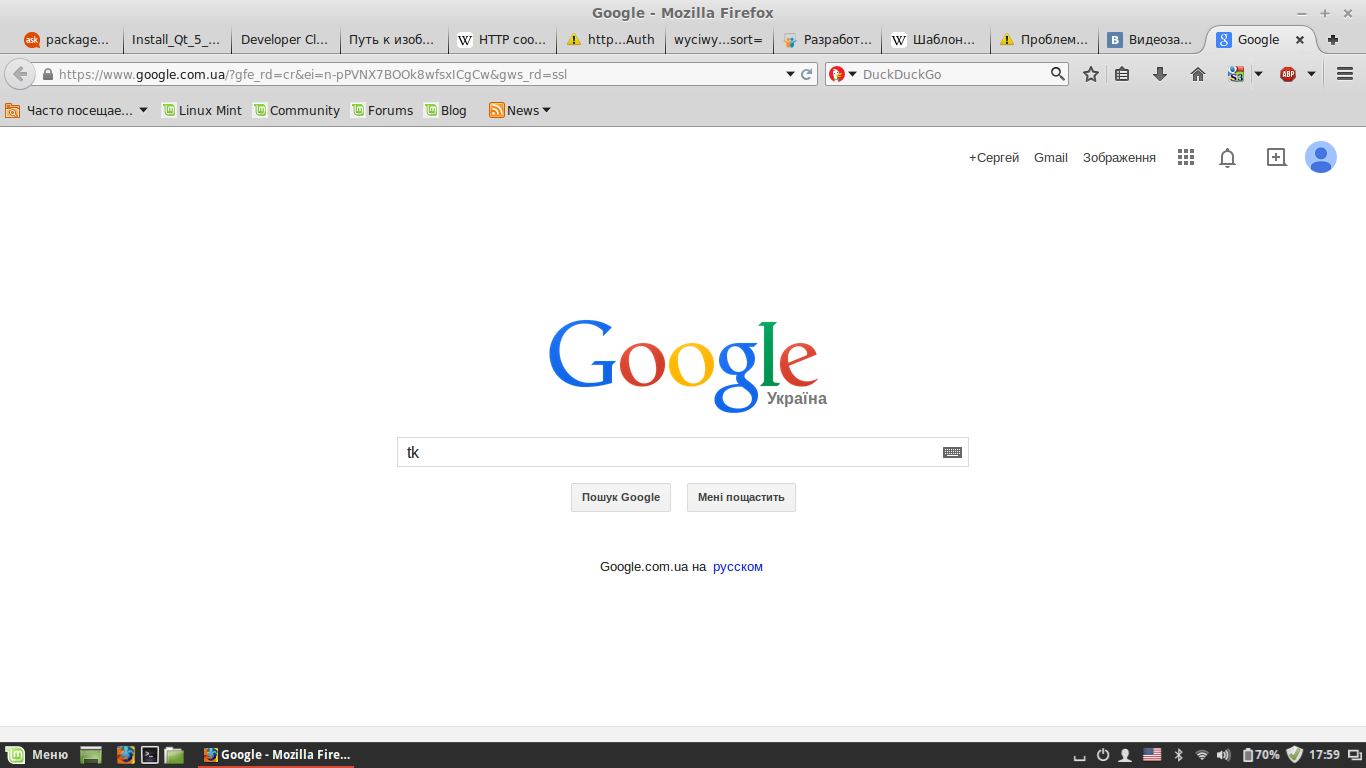 Google - Mozilla Firefox
package... Install_Qt_5_... Developer Cl... Путь к изоб... HTTP соо... http...Auth wyciwy...sort= Разработ... Шаблон... Проблем... Видеоза... Google
https://www.google.com.ua/?gfe_rd=cr&ei=n-pPVNX7BOOk8wfsxICgCw&gws_rd=ssl DuckDuckGo
Часто посещае... Linux Mint Community Forums Blog News
+Сергей Gmail Зображення
Google
Україна
tk
Пошук Google Мені пощастить
Google.com.ua на русском
Меню Google - Mozilla Fire... 70% 17:59